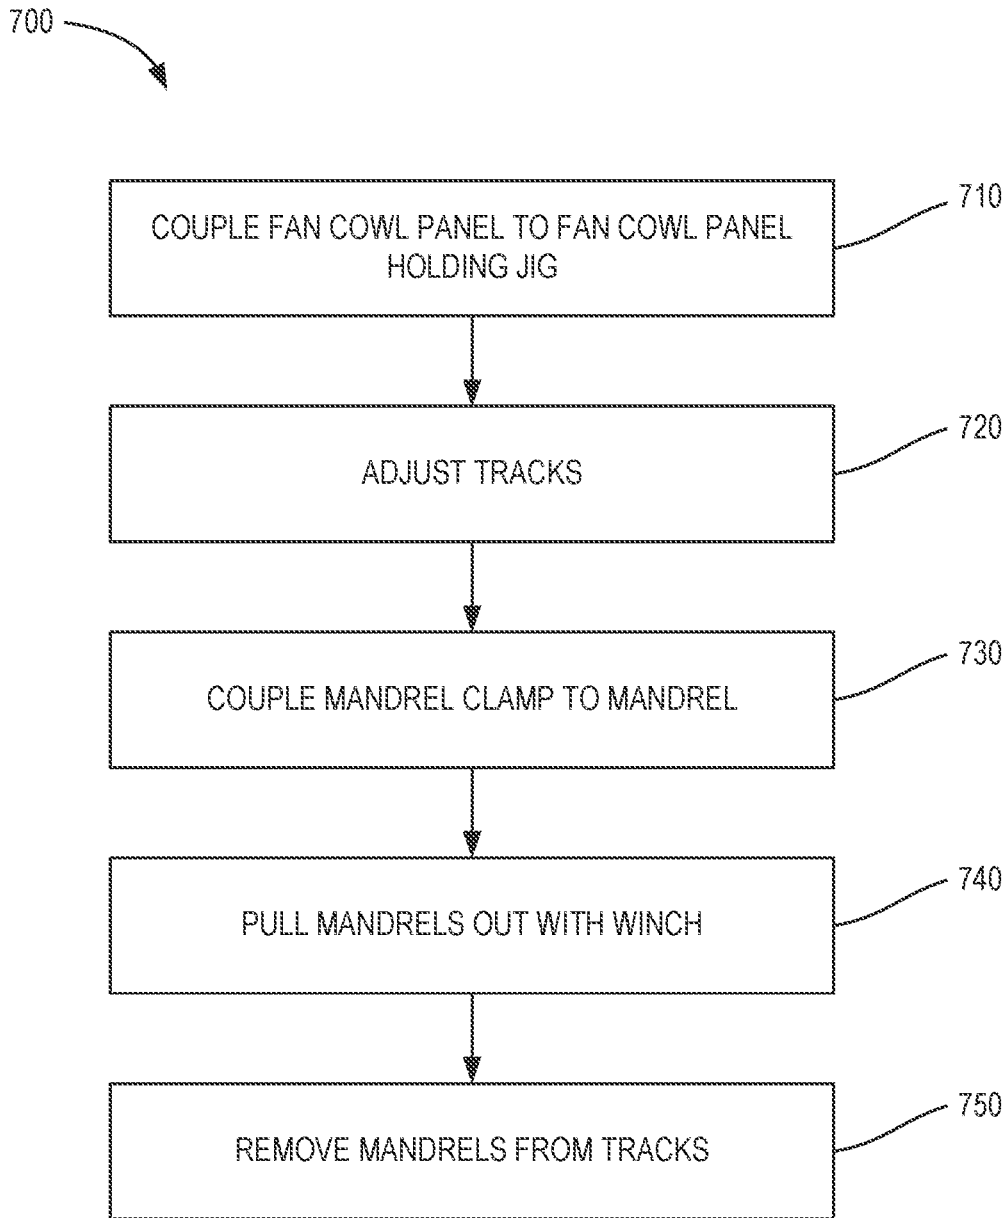 700
COUPLE FAN COWL PANEL TO FAN COWL PANEL
HOLDING JIG
710
ADJUST TRACKS
720
COUPLE MANDREL CLAMP TO MANDREL
730
PULL MANDRELS OUT WITH WINCH
740
REMOVE MANDRELS FROM TRACKS
750